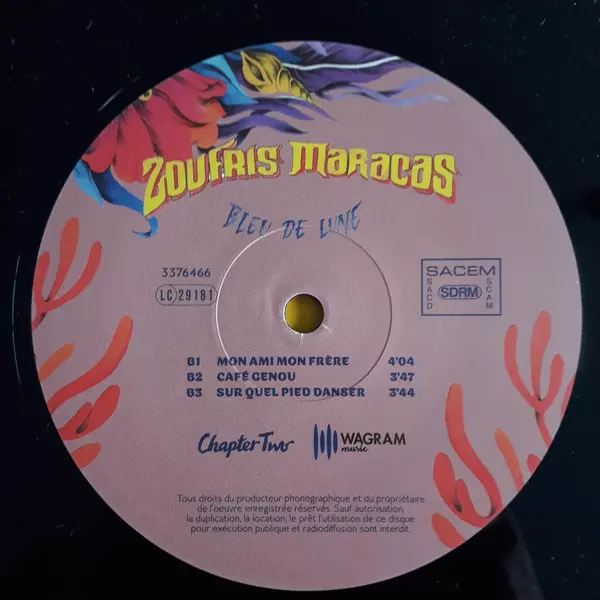 ZOUFRIS MARACAS
BLEU DE LUNE
3376466
LC 29181
SACEM
SACD
SDRM
SCAM
B1 MON AMI MON FRÈRE 4'04
B2 CAFÉ GENOU 3'47
B3 SUR QUEL PIED DANSER 3'44
Chapter Two
WAGRAM
music
Tous droits du producteur phonographique et du propriétaire
de l'oeuvre enregistrée réservés. Sauf autorisation,
la duplication, la location, le prêt l'utilisation de ce disque
pour exécution publique et radiodiffusion sont interdit.